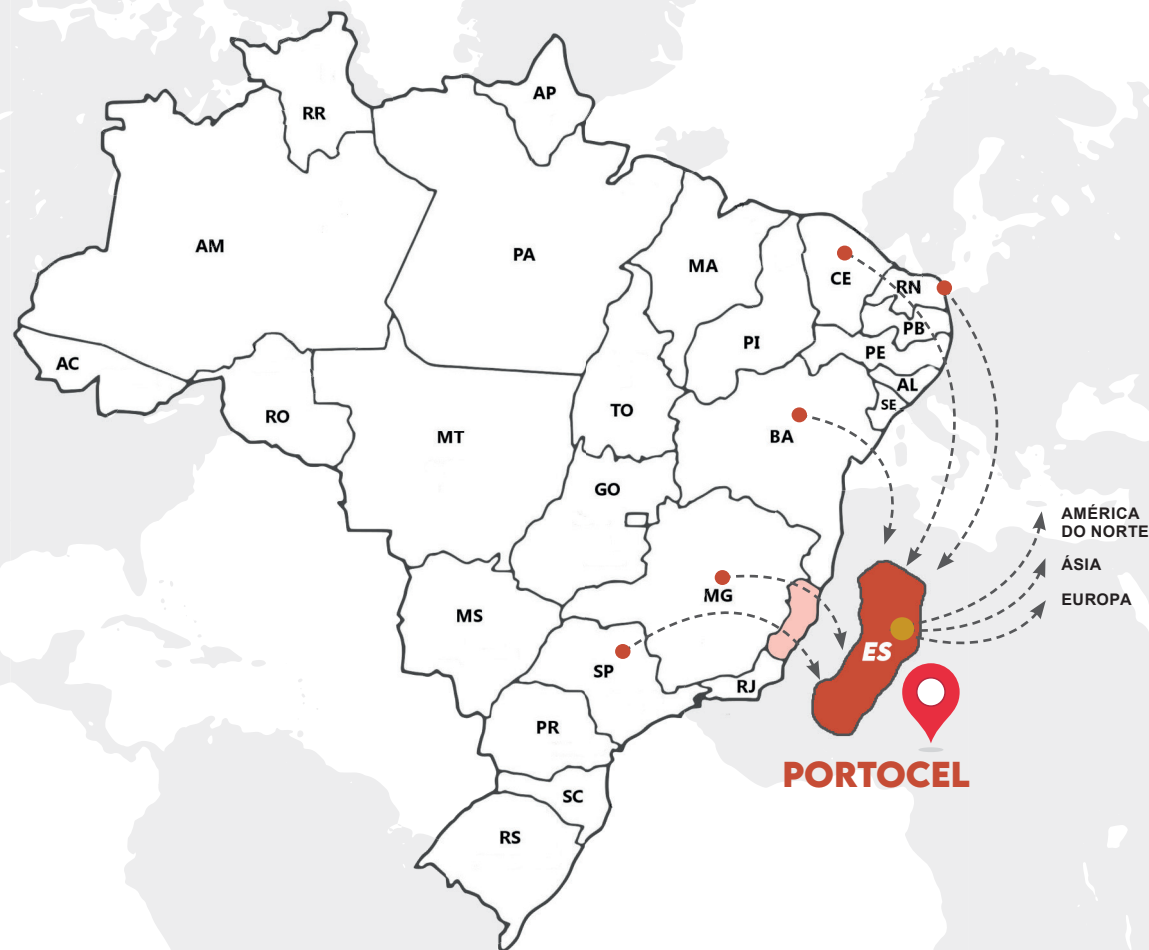 RR
AP
AM
PA
MA
CE
RN
PB
PI
PE
AL
SE
AC
RO
MT
TO
BA
GO
AMÉRICA
DO NORTE
ÁSIA
EUROPA
MG
MS
ES
SP
RJ
PR
PORTOCEL
SC
RS